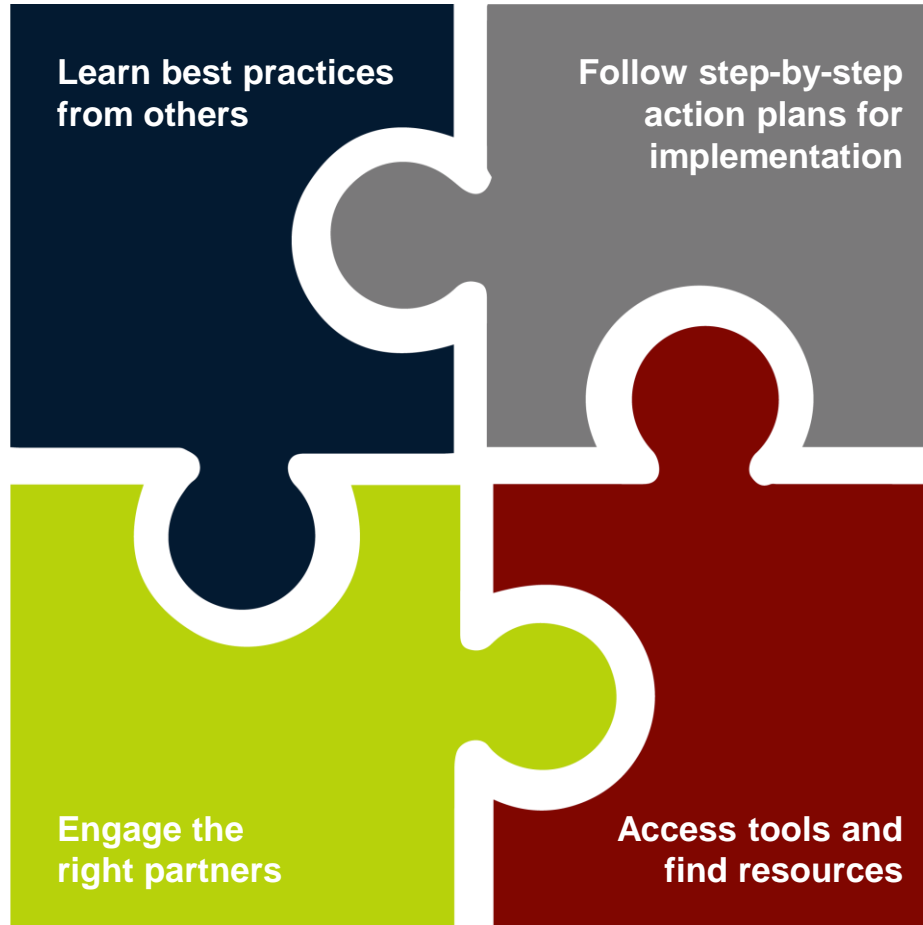 Learn best practices
from others
Follow step-by-step
action plans for
implementation
Engage the
right partners
Access tools and
find resources